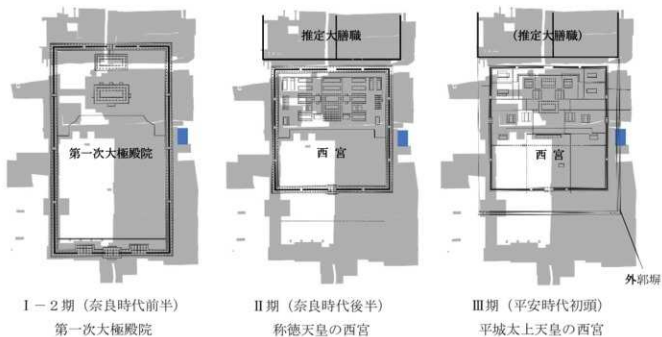 推定大膳職
(推定大膳職)
第一次大極殿院
西宮
西宮
外郭塀
Ⅰ－2期（奈良時代前半）
第一次大極殿院
Ⅱ期（奈良時代後半）
称徳天皇の西宮
Ⅲ期（平安時代初頭）
平城太上天皇の西宮